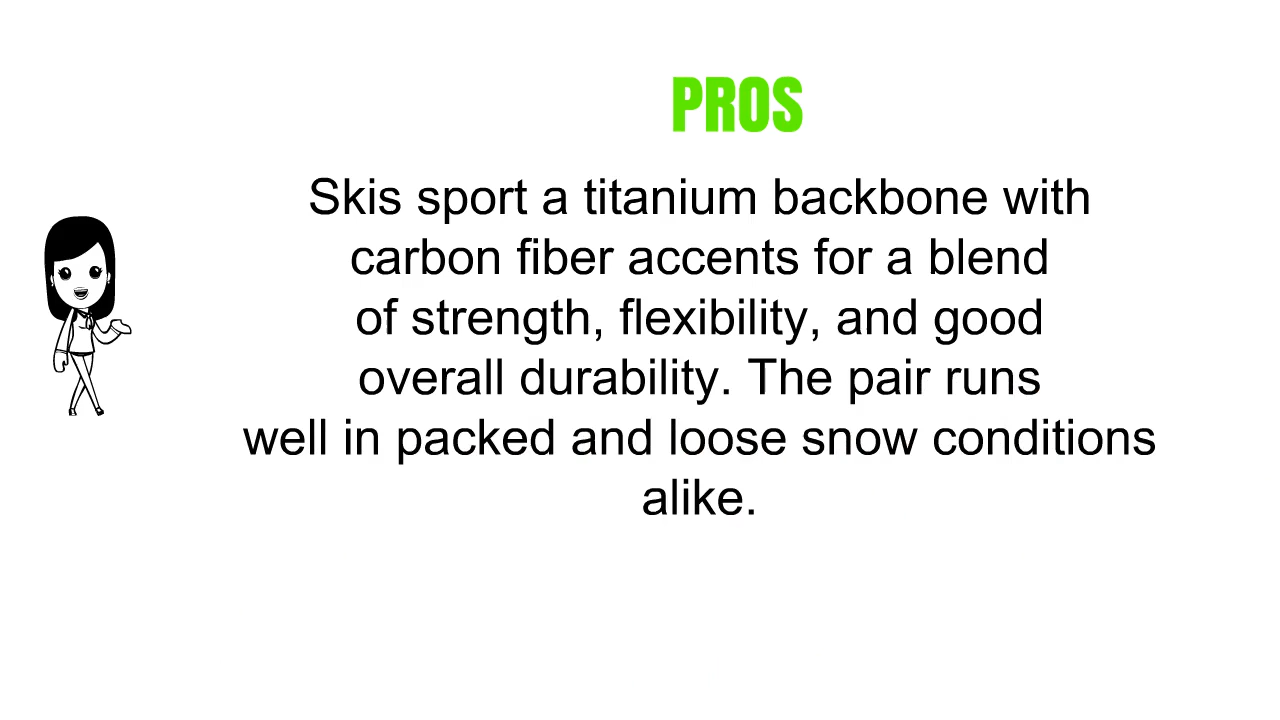 PROS
Skis sport a titanium backbone with
carbon fiber accents for a blend
of strength, flexibility, and good
overall durability. The pair runs
well in packed and loose snow conditions
alike.